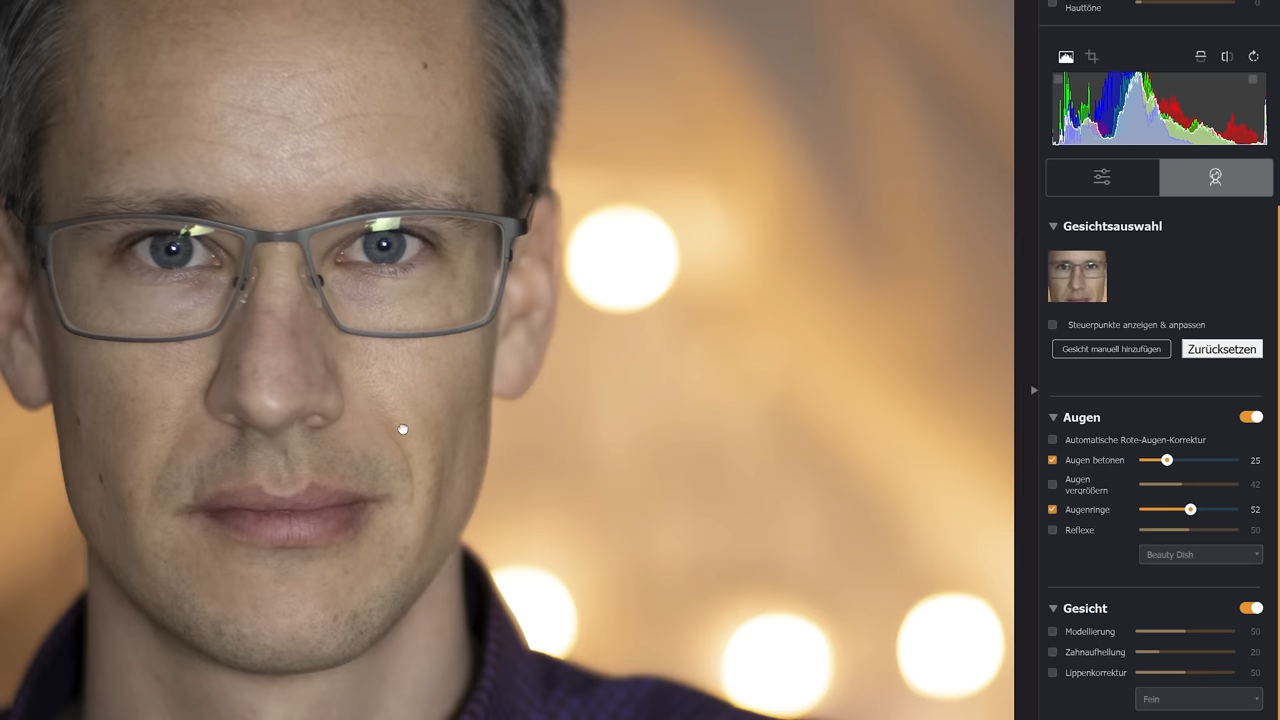 Hauttöne 0
Gesichtsauswahl
Steuerpunkte anzeigen & anpassen
Gesicht manuell hinzufügen Zurücksetzen
Augen
Automatische Rote-Augen-Korrektur
Augen betonen 25
Augen
vergrößern 42
Augenringe 52
Reflexe 50
Beauty Dish
Gesicht
Modellierung 50
Zahnaufhellung 20
Lippenkorrektur 50
Fein